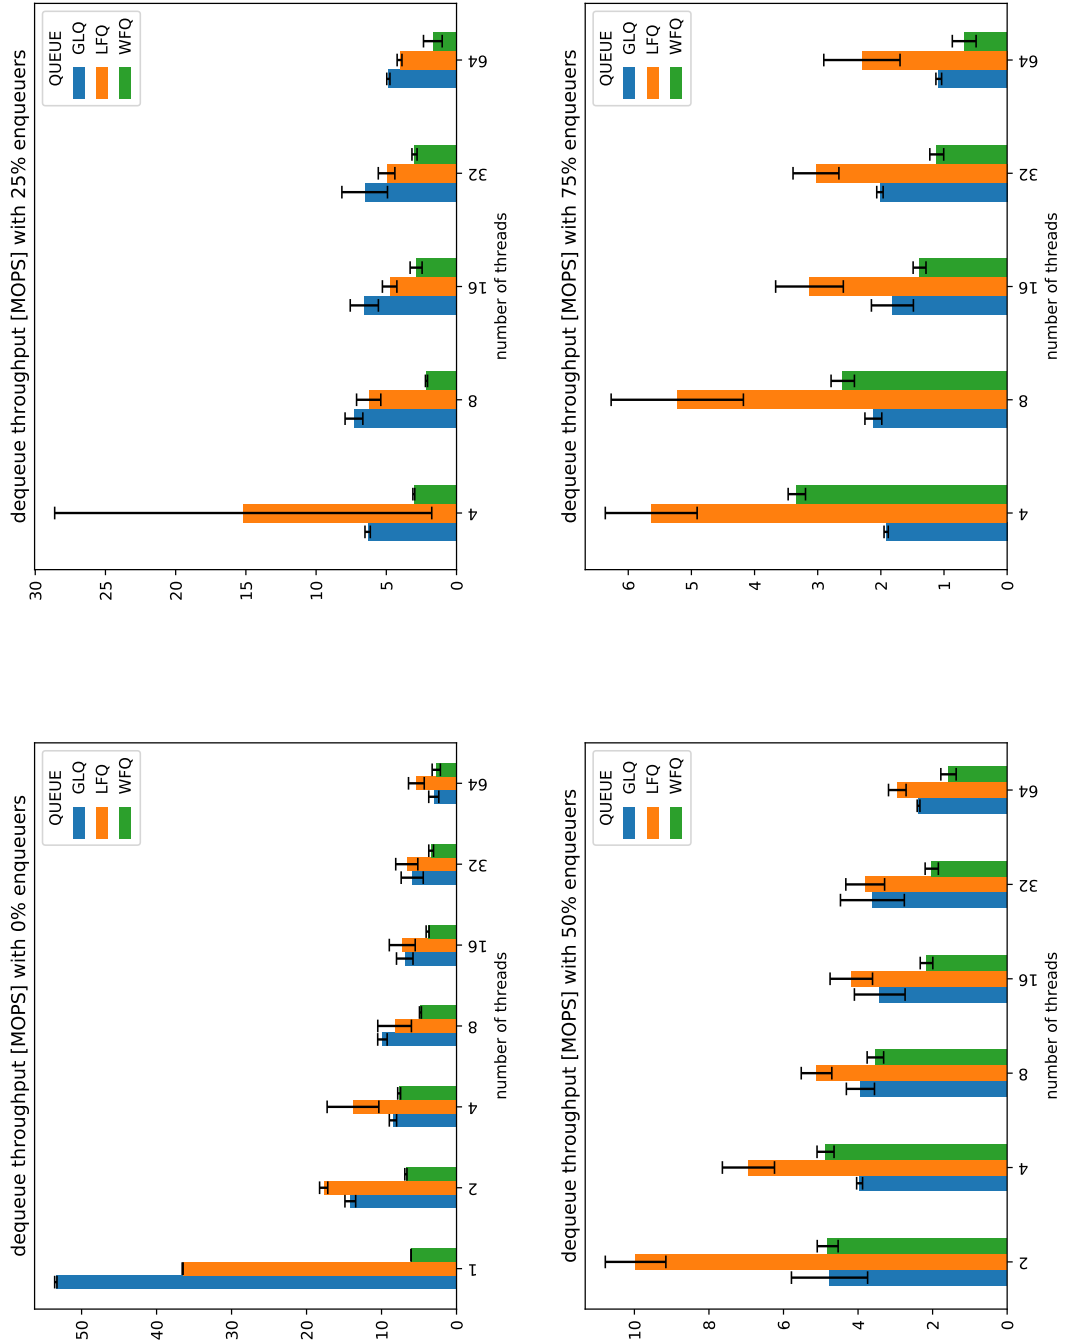 dequeue throughput [MOPS] with 0% enqueuers
50
40
30
20
10
0
QUEUE
GLQ
LFQ
WFQ
1
2
4
8
16
32
64
number of threads
dequeue throughput [MOPS] with 25% enqueuers
30
25
20
15
10
5
0
QUEUE
GLQ
LFQ
WFQ
4
8
16
32
64
number of threads
dequeue throughput [MOPS] with 50% enqueuers
10
8
6
4
2
0
QUEUE
GLQ
LFQ
WFQ
2
4
8
16
32
64
number of threads
dequeue throughput [MOPS] with 75% enqueuers
6
5
4
3
2
1
0
QUEUE
GLQ
LFQ
WFQ
4
8
16
32
64
number of threads